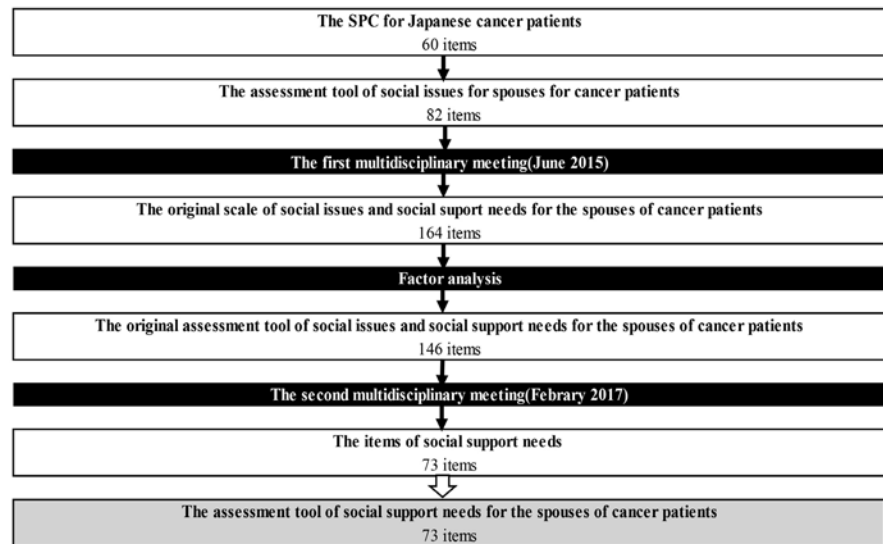 The SPC for Japanese cancer patients
60 items
The assessment tool of social issues for spouses for cancer patients
82 items
The first multidisciplinary meeting(June 2015)
The original scale of social issues and social suport needs for the spouses of cancer patients
164 items
Factor analysis
The original assessment tool of social issues and social support needs for the spouses of cancer patients
146 items
The second multidisciplinary meeting(Febrary 2017)
The items of social support needs
73 items
The assessment tool of social support needs for the spouses of cancer patients
73 items